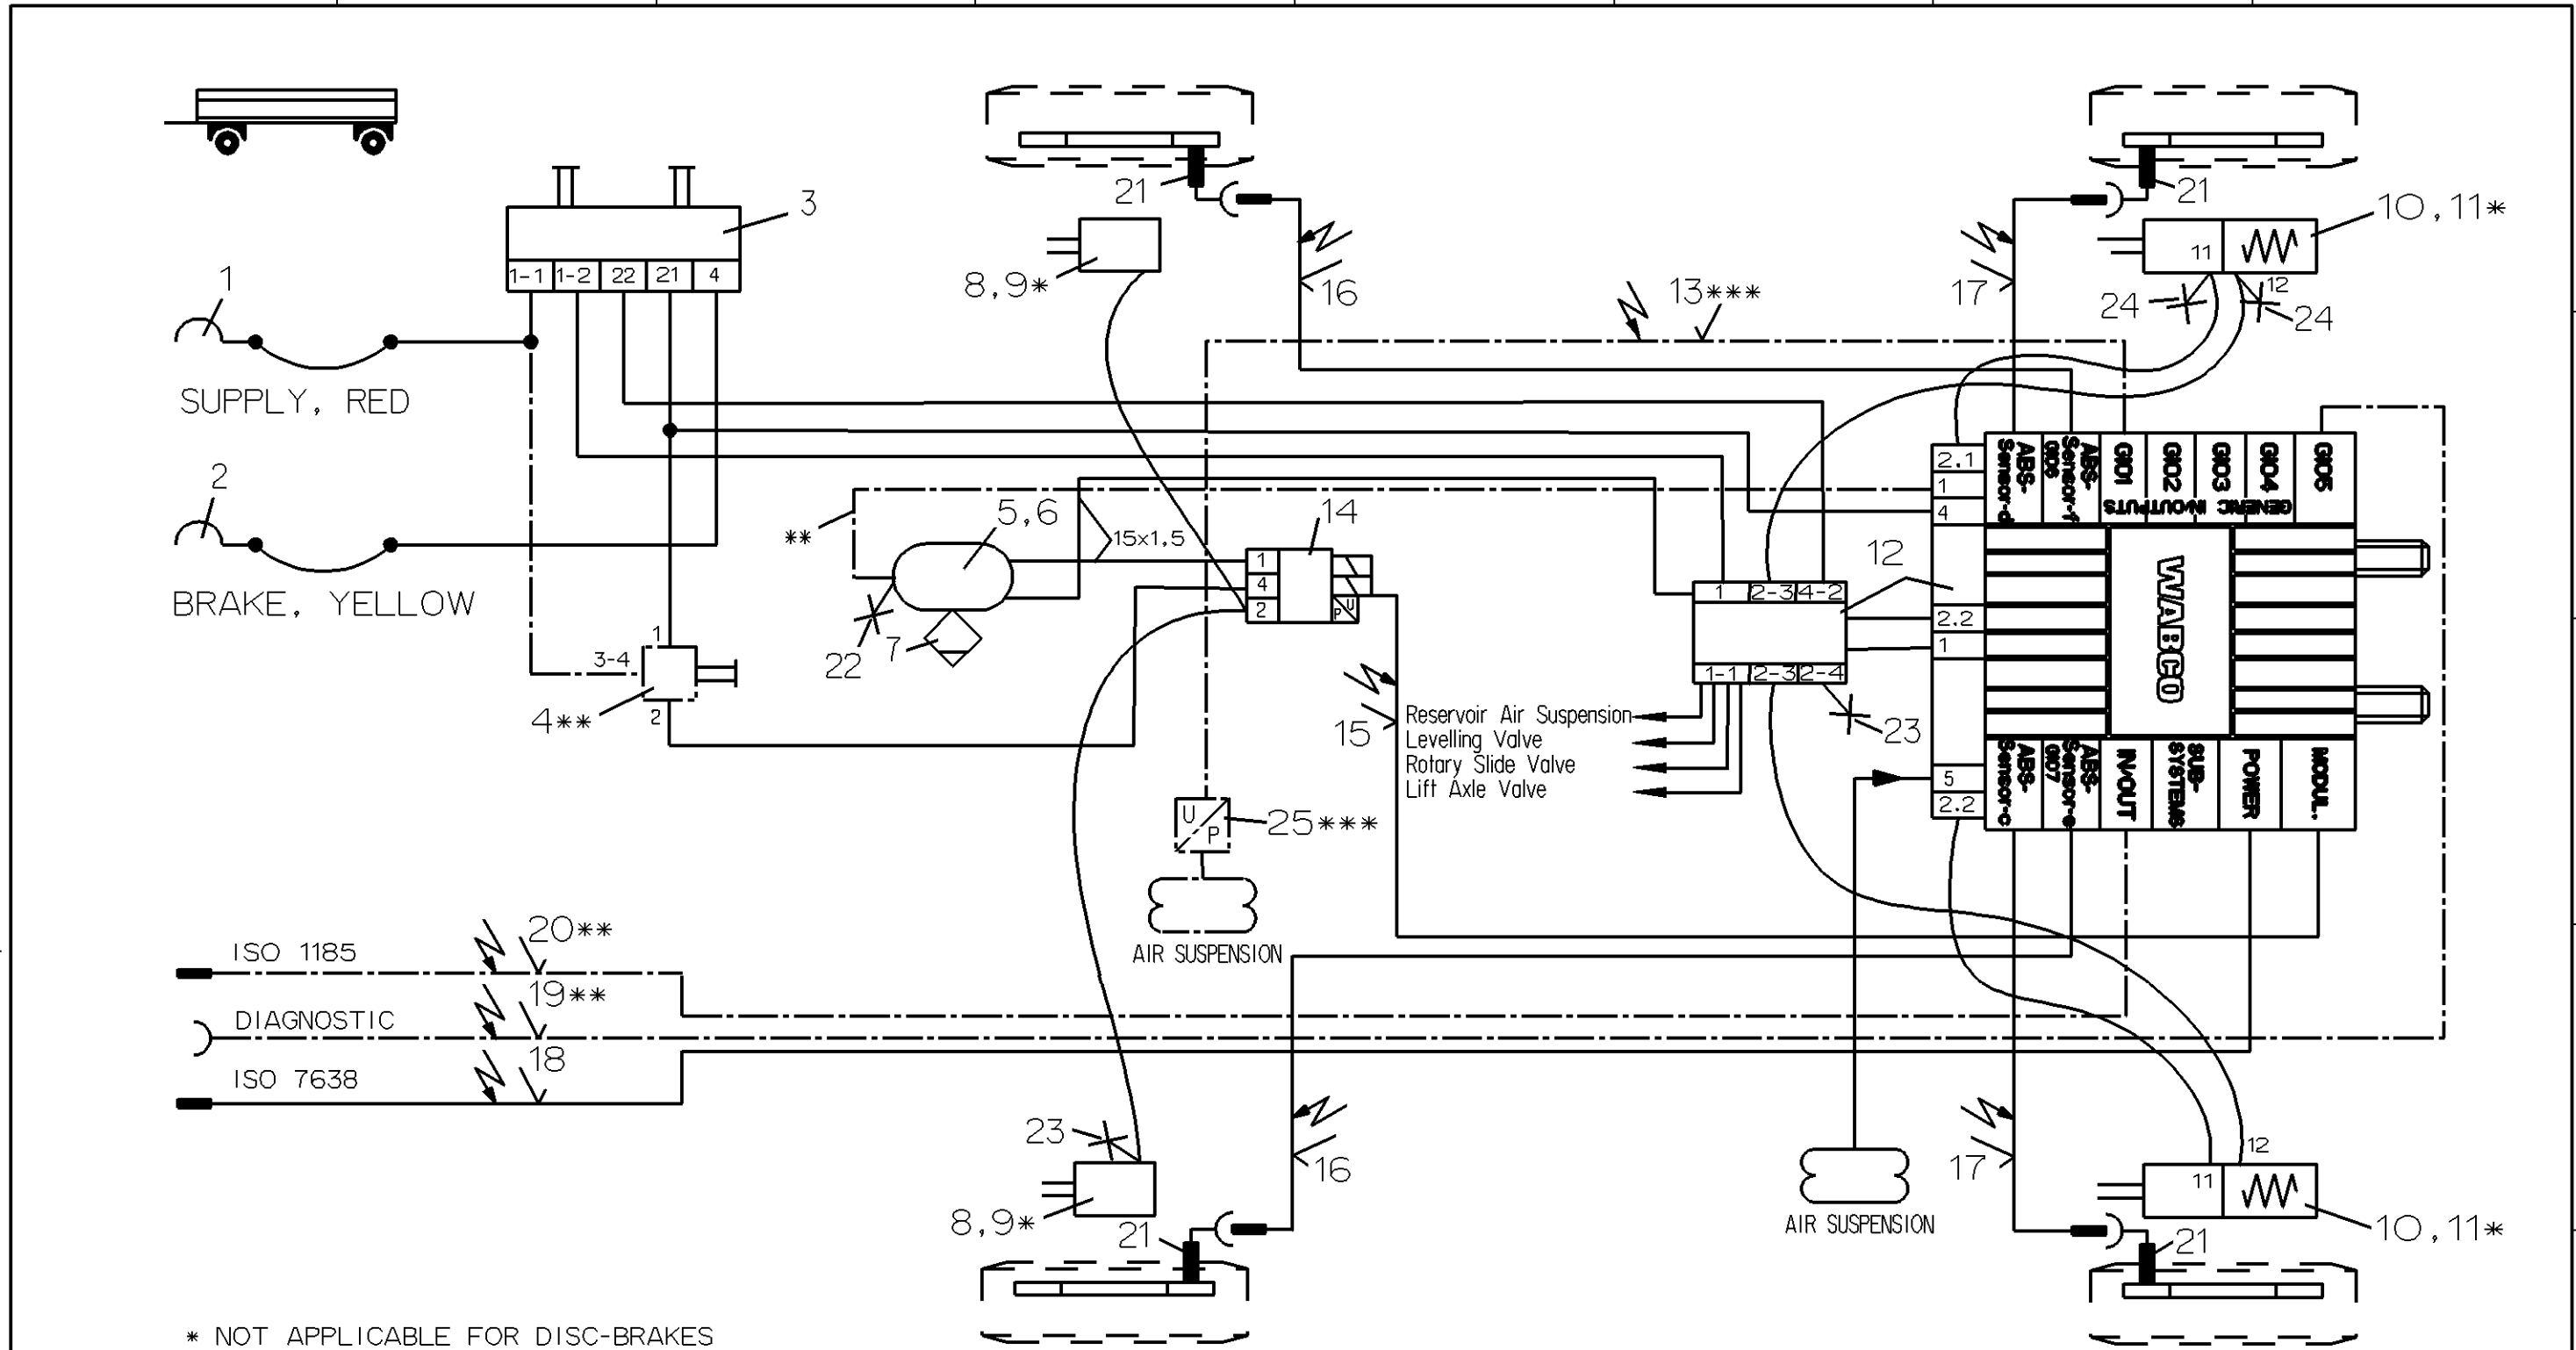 21
21
3
10,11*
11
12
8,9*
16
13***
17
24
24
1-1 1-2 22 21 4
1
SUPPLY, RED
2
**
5,6
15x1,5
14
1
4
2
U
P
12
BRAKE, YELLOW
22
7
1
3-4
2
4**
1 2-3 4-2
1-1 2-3 2-4
23
15
Reservoir Air Suspension
Levelling Valve
Rotary Slide Valve
Lift Axle Valve
2.1
1
4
2.2
1
5
2.2
ABS-
Sensor-d
ABS-
Sensor-f
GIO6
GIO1
GIO2
GIO3
GIO4
GIO5
GENERIC IN/OUTPUTS
WABCO
ABS-
Sensor-c
ABS-
Sensor-e
GIO7
IN/OUT
SUB-
SYSTEMS
POWER
MODUL.
U
P
25***
AIR SUSPENSION
ISO 1185
20**
DIAGNOSTIC
19**
ISO 7638
18
23
8,9*
21
16
AIR SUSPENSION
17
11
12
10,11*
21
* NOT APPLICABLE FOR DISC-BRAKES